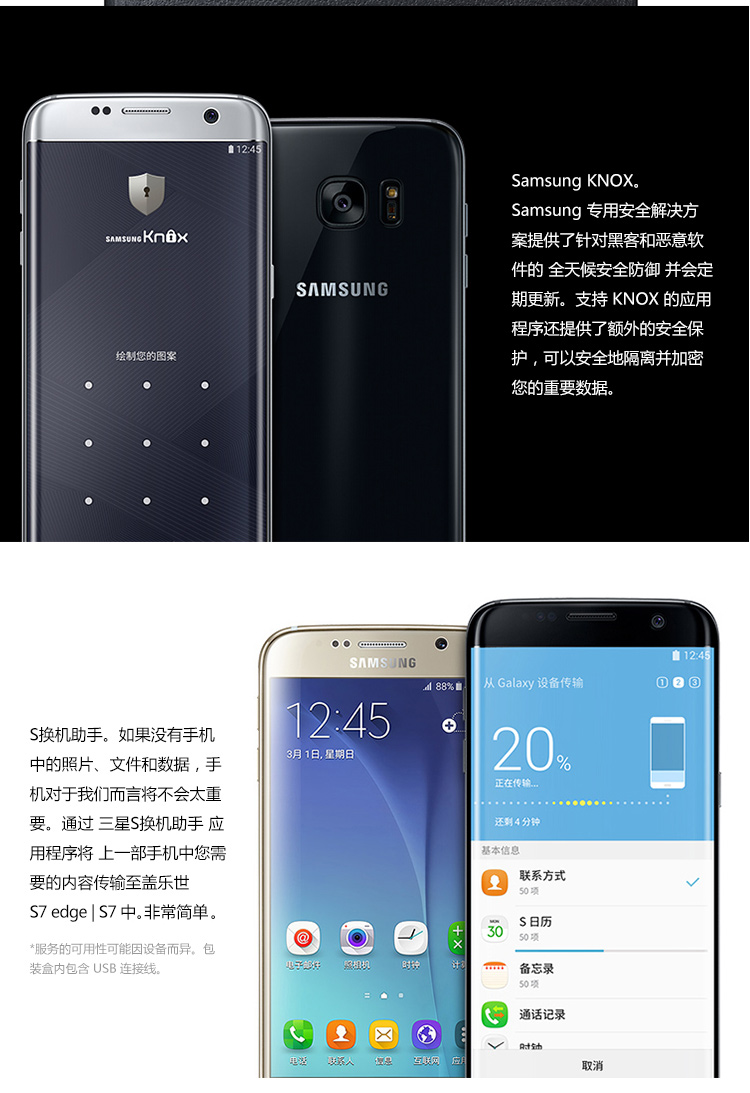 12:45
SAMSUNG Knox
绘制您的图案
SAMSUNG
Samsung KNOX。
Samsung 专用安全解决方
案提供了针对黑客和恶意软
件的 全天候安全防御 并会定
期更新。支持 KNOX 的应用
程序还提供了额外的安全保
护，可以安全地隔离并加密
您的重要数据。
S换机助手。如果没有手机
中的照片、文件和数据，手
机对于我们而言将不会太重
要。通过 三星S换机助手 应
用程序将 上一部手机中您需
要的内容传输至盖乐世
S7 edge | S7 中。非常简单。
*服务的可用性可能因设备而异。包
装盒内包含 USB 连接线。
SAMSUNG
88%
12:45
3月 1日, 星期日
电子邮件 照相机 时钟
电话 联系人 信息 互联网
12:45
从 Galaxy 设备传输 1 2 3
20%
正在传输...
还剩 4 分钟
基本信息
联系方式
50 项
MON
30
S 日历
50 项
备忘录
50 项
通话记录
时钟
取消